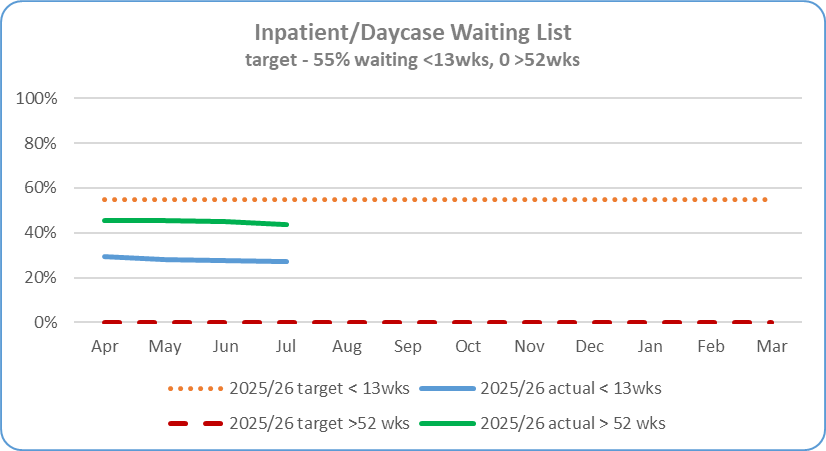 Inpatient/Daycase Waiting List
target - 55% waiting <13wks, 0 >52wks
100%
80%
60%
40%
20%
0%
Apr May Jun Jul Aug Sep Oct Nov Dec Jan Feb Mar
2025/26 target < 13wks 2025/26 actual < 13wks
2025/26 target >52 wks 2025/26 actual > 52 wks